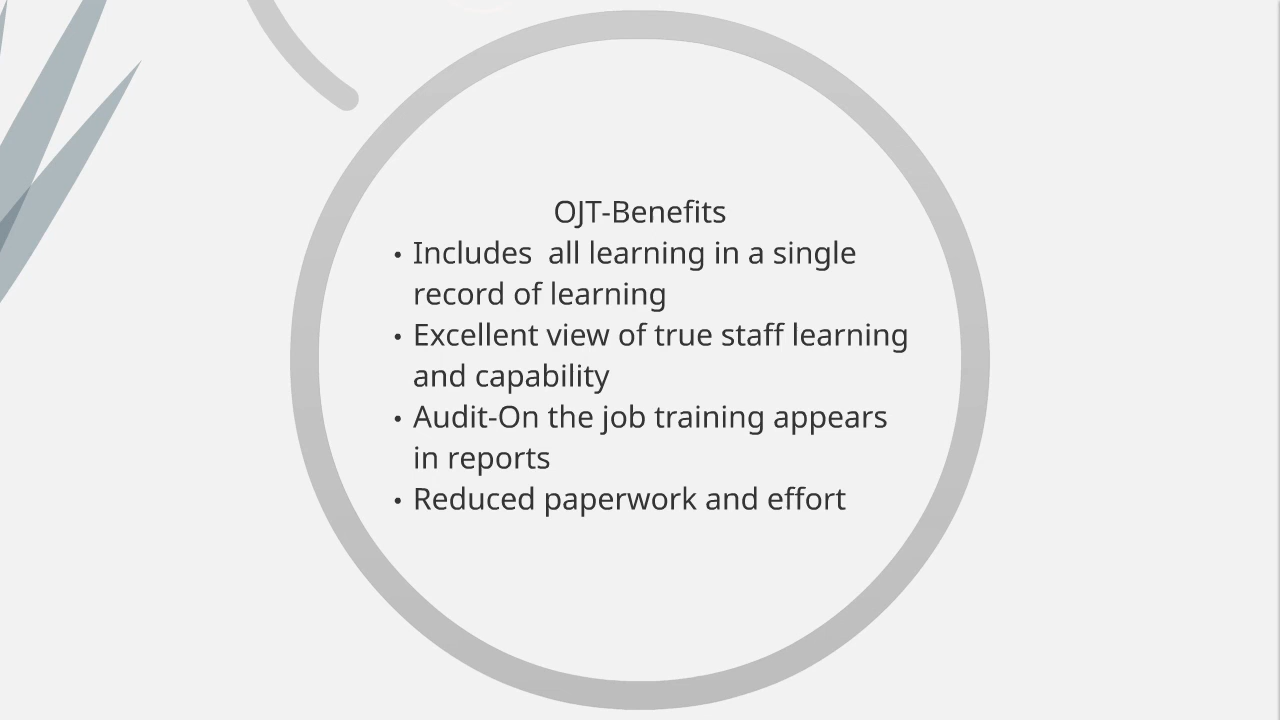 OJT-Benefits
• Includes  all learning in a single
record of learning
• Excellent view of true staff learning
and capability
• Audit-On the job training appears
in reports
• Reduced paperwork and effort